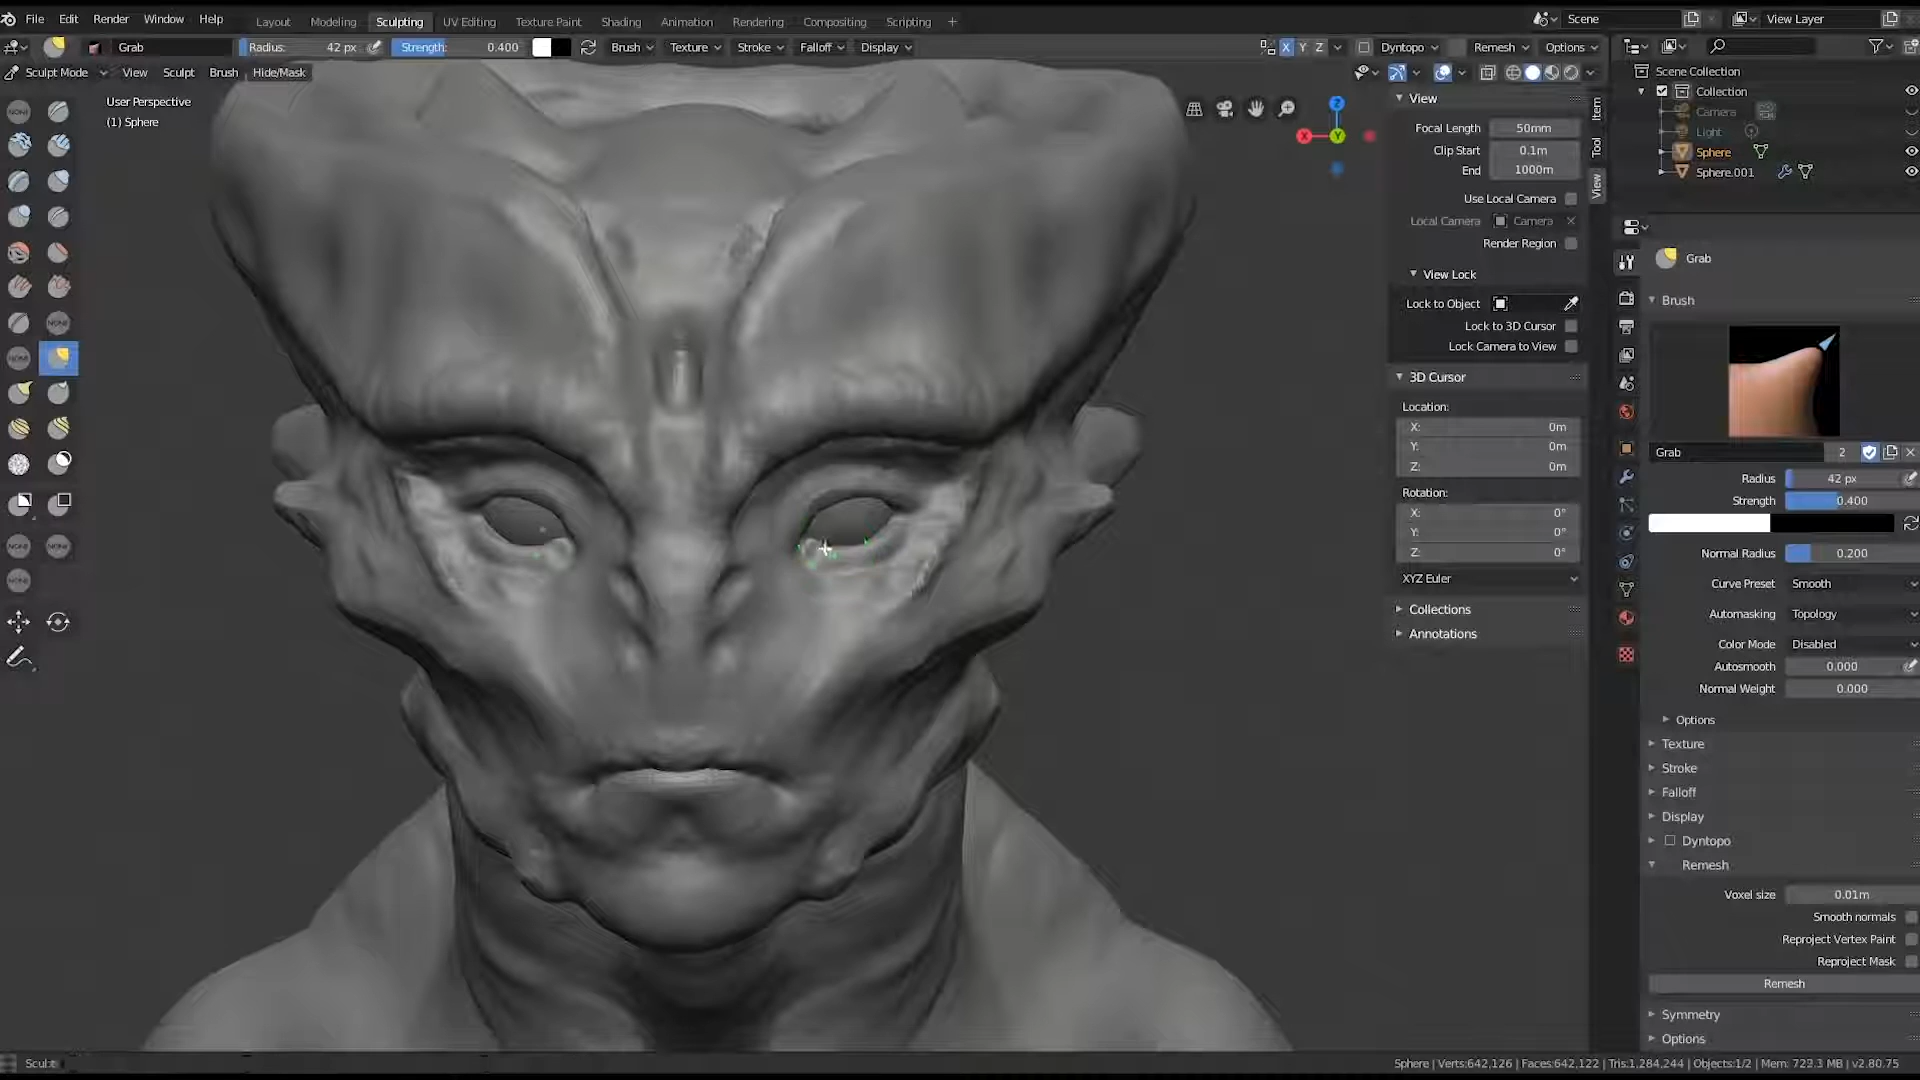 File Edit Render Window Help Layout Modeling Sculpting UV Editing Texture Paint Shading Animation Rendering Compositing Scripting + Scene View Layer
Grab Radius: 42 px Strength: 0.400 Brush Texture Stroke Falloff Display X Y Z Dyntopo Remesh Options
Sculpt Mode View Sculpt Brush Hide/Mask
User Perspective
(1) Sphere
NONE
NONE
NONE
NONE NONE
NONE
Z
X Y
View
Focal Length 50mm
Clip Start 0.1m
End 1000m
Use Local Camera
Local Camera Camera
Render Region
View Lock
Lock to Object
Lock to 3D Cursor
Lock Camera to View
3D Cursor
Location:
X: 0m
Y: 0m
Z: 0m
Rotation:
X: 0°
Y: 0°
Z: 0°
XYZ Euler
Collections
Annotations
Item
Tool
View
Scene Collection
Collection
Camera
Light
Sphere
Sphere.001
Grab
Brush
Grab 2
Radius 42 px
Strength 0.400
Normal Radius 0.200
Curve Preset Smooth
Automasking Topology
Color Mode Disabled
Autosmooth 0.000
Normal Weight 0.000
Options
Texture
Stroke
Falloff
Display
Dyntopo
Remesh
Voxel size 0.01m
Smooth normals
Reproject Vertex Paint
Reproject Mask
Remesh
Symmetry
Options
Sculpt
Sphere | Verts:642,126 | Faces:642,122 | Tris:1,284,244 | Objects:1/2 | Mem: 722.3 MB | v2.80.75